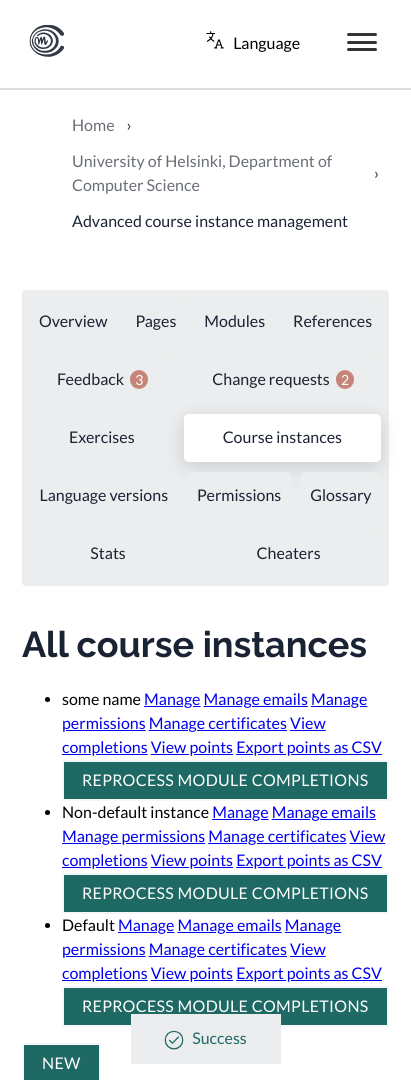 Language
Home ›
University of Helsinki, Department of
Computer Science ›
Advanced course instance management
Overview Pages Modules References
Feedback 3 Change requests 2
Exercises Course instances
Language versions Permissions Glossary
Stats Cheaters
All course instances
• some name Manage Manage emails Manage
permissions Manage certificates View
completions View points Export points as CSV
REPROCESS MODULE COMPLETIONS
• Non-default instance Manage Manage emails
Manage permissions Manage certificates View
completions View points Export points as CSV
REPROCESS MODULE COMPLETIONS
• Default Manage Manage emails Manage
permissions Manage certificates View
completions View points Export points as CSV
REPROCESS MODULE COMPLETIONS
Success
NEW